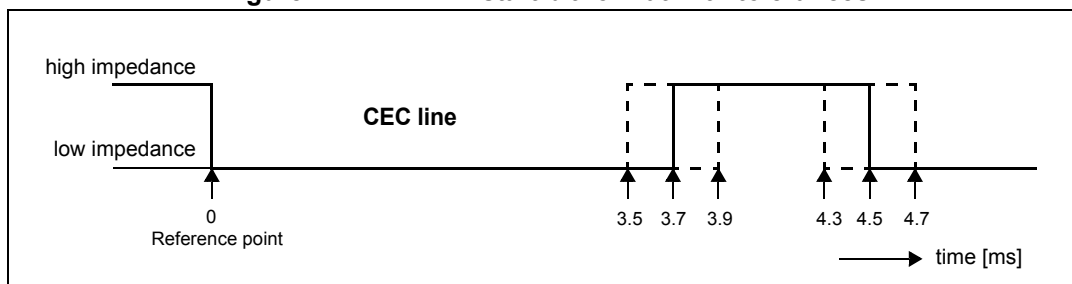 high impedance
CEC line
low impedance
0
3.5
3.7
3.9
4.3
4.5
4.7
Reference point
time [ms]